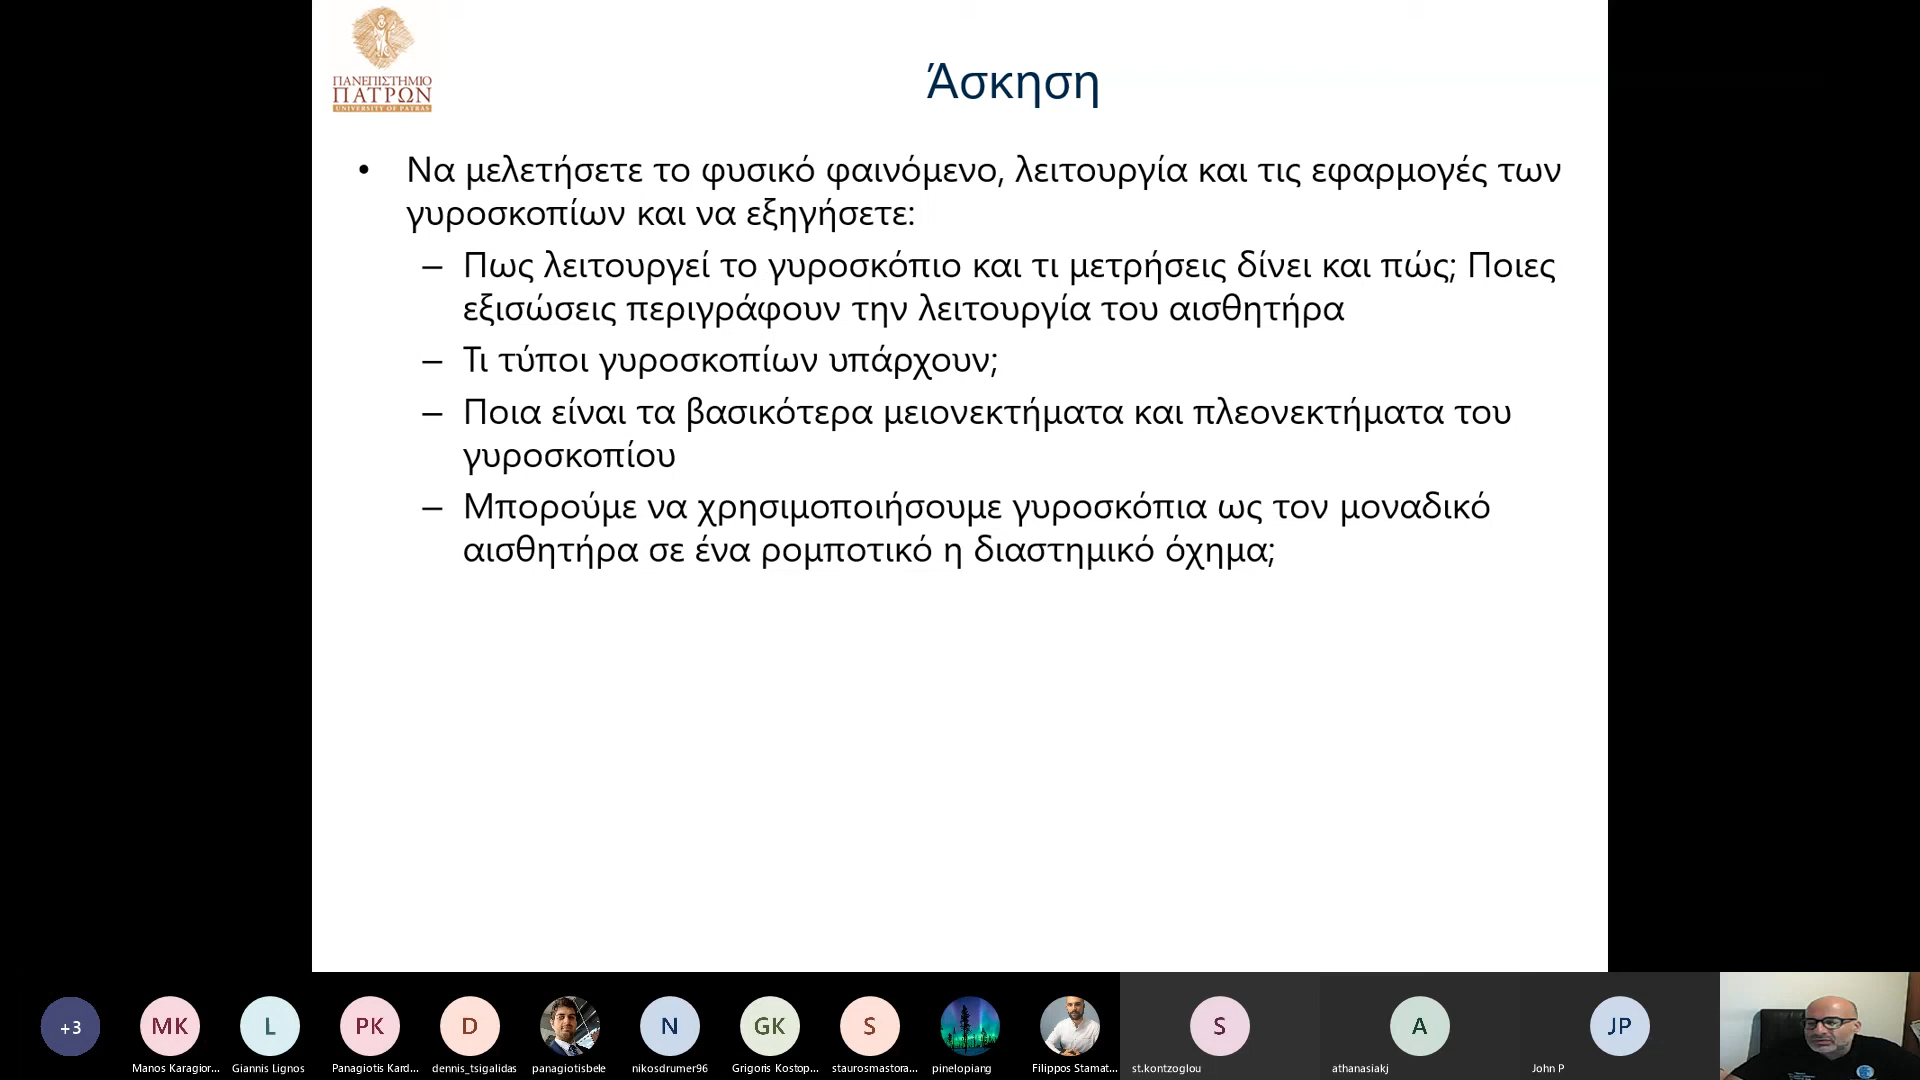 ΠΑΝΕΠΙΣΤΗΜΙΟ
ΠΑΤΡΩΝ
UNIVERSITY OF PATRAS
Άσκηση
• Να μελετήσετε το φυσικό φαινόμενο, λειτουργία και τις εφαρμογές των
γυροσκοπίων και να εξηγήσετε:
– Πως λειτουργεί το γυροσκόπιο και τι μετρήσεις δίνει και πώς; Ποιες
εξισώσεις περιγράφουν την λειτουργία του αισθητήρα
– Τι τύποι γυροσκοπίων υπάρχουν;
– Ποια είναι τα βασικότερα μειονεκτήματα και πλεονεκτήματα του
γυροσκοπίου
– Μπορούμε να χρησιμοποιήσουμε γυροσκόπια ως τον μοναδικό
αισθητήρα σε ένα ρομποτικό η διαστημικό όχημα;
+3 MK L PK D N GK S S A JP
Manos Karagior... Giannis Lignos Panagiotis Kard... dennis_tsigalidas panagiotisbele nikosdrumer96 Grigoris Kostop... staurosmastora... pinelopiang Filippos Stamat... st.kontzoglou athanasiakj John P